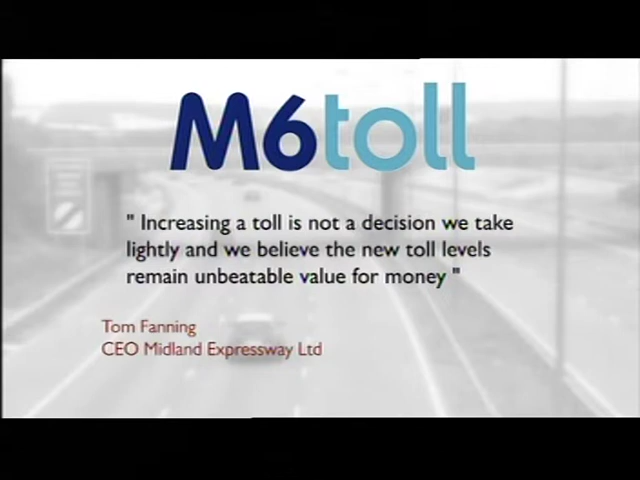 M6toll
" Increasing a toll is not a decision we take
lightly and we believe the new toll levels
remain unbeatable value for money "
Tom Fanning
CEO Midland Expressway Ltd